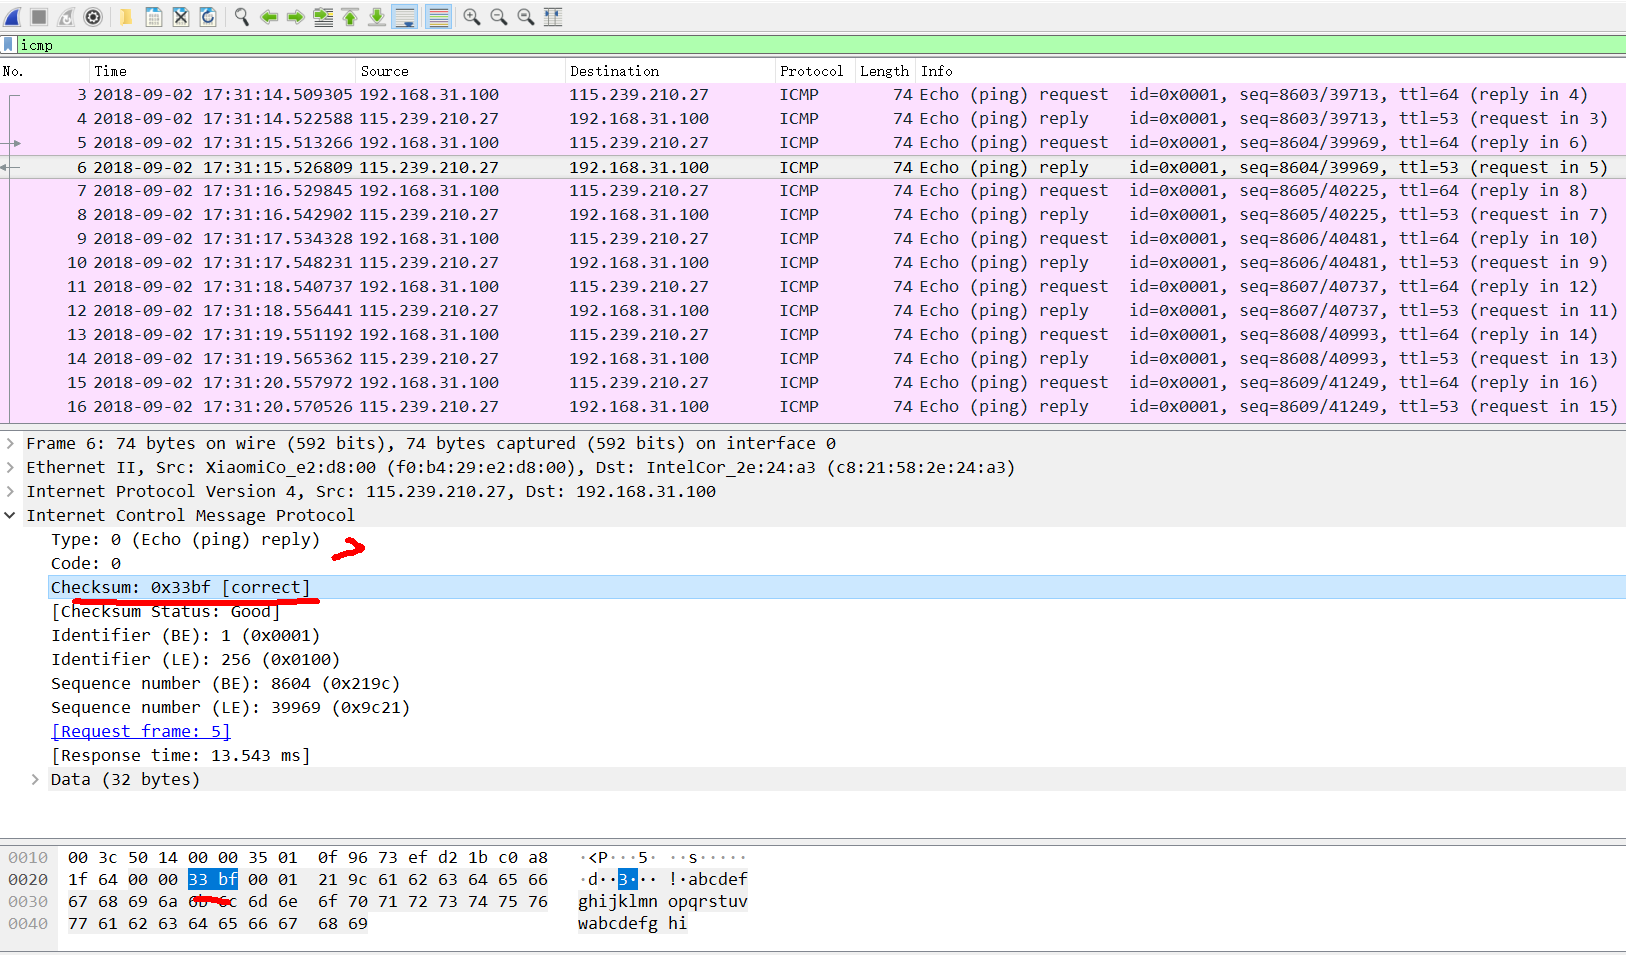 icmp
No. Time Source Destination Protocol Length Info
3 2018-09-02 17:31:14.509305 192.168.31.100 115.239.210.27 ICMP 74 Echo (ping) request id=0x0001, seq=8603/39713, ttl=64 (reply in 4)
4 2018-09-02 17:31:14.522588 115.239.210.27 192.168.31.100 ICMP 74 Echo (ping) reply id=0x0001, seq=8603/39713, ttl=53 (request in 3)
5 2018-09-02 17:31:15.513266 192.168.31.100 115.239.210.27 ICMP 74 Echo (ping) request id=0x0001, seq=8604/39969, ttl=64 (reply in 6)
6 2018-09-02 17:31:15.526809 115.239.210.27 192.168.31.100 ICMP 74 Echo (ping) reply id=0x0001, seq=8604/39969, ttl=53 (request in 5)
7 2018-09-02 17:31:16.529845 192.168.31.100 115.239.210.27 ICMP 74 Echo (ping) request id=0x0001, seq=8605/40225, ttl=64 (reply in 8)
8 2018-09-02 17:31:16.542902 115.239.210.27 192.168.31.100 ICMP 74 Echo (ping) reply id=0x0001, seq=8605/40225, ttl=53 (request in 7)
9 2018-09-02 17:31:17.534328 192.168.31.100 115.239.210.27 ICMP 74 Echo (ping) request id=0x0001, seq=8606/40481, ttl=64 (reply in 10)
10 2018-09-02 17:31:17.548231 115.239.210.27 192.168.31.100 ICMP 74 Echo (ping) reply id=0x0001, seq=8606/40481, ttl=53 (request in 9)
11 2018-09-02 17:31:18.540737 192.168.31.100 115.239.210.27 ICMP 74 Echo (ping) request id=0x0001, seq=8607/40737, ttl=64 (reply in 12)
12 2018-09-02 17:31:18.556441 115.239.210.27 192.168.31.100 ICMP 74 Echo (ping) reply id=0x0001, seq=8607/40737, ttl=53 (request in 11)
13 2018-09-02 17:31:19.551192 192.168.31.100 115.239.210.27 ICMP 74 Echo (ping) request id=0x0001, seq=8608/40993, ttl=64 (reply in 14)
14 2018-09-02 17:31:19.565362 115.239.210.27 192.168.31.100 ICMP 74 Echo (ping) reply id=0x0001, seq=8608/40993, ttl=53 (request in 13)
15 2018-09-02 17:31:20.557972 192.168.31.100 115.239.210.27 ICMP 74 Echo (ping) request id=0x0001, seq=8609/41249, ttl=64 (reply in 16)
16 2018-09-02 17:31:20.570526 115.239.210.27 192.168.31.100 ICMP 74 Echo (ping) reply id=0x0001, seq=8609/41249, ttl=53 (request in 15)
Frame 6: 74 bytes on wire (592 bits), 74 bytes captured (592 bits) on interface 0
Ethernet II, Src: XiaomiCo_e2:d8:00 (f0:b4:29:e2:d8:00), Dst: IntelCor_2e:24:a3 (c8:21:58:2e:24:a3)
Internet Protocol Version 4, Src: 115.239.210.27, Dst: 192.168.31.100
Internet Control Message Protocol
Type: 0 (Echo (ping) reply)
Code: 0
Checksum: 0x33bf [correct]
[Checksum Status: Good]
Identifier (BE): 1 (0x0001)
Identifier (LE): 256 (0x0100)
Sequence number (BE): 8604 (0x219c)
Sequence number (LE): 39969 (0x9c21)
[Request frame: 5]
[Response time: 13.543 ms]
Data (32 bytes)
0010 00 3c 50 14 00 00 35 01 0f 96 73 ef d2 1b c0 a8 ·<P···5· ··s·····
0020 1f 64 00 00 33 bf 00 01 21 9c 61 62 63 64 65 66 ·d··3··· !·abcdef
0030 67 68 69 6a 6b 6c 6d 6e 6f 70 71 72 73 74 75 76 ghijklmn opqrstuv
0040 77 61 62 63 64 65 66 67 68 69 wabcdefg hi